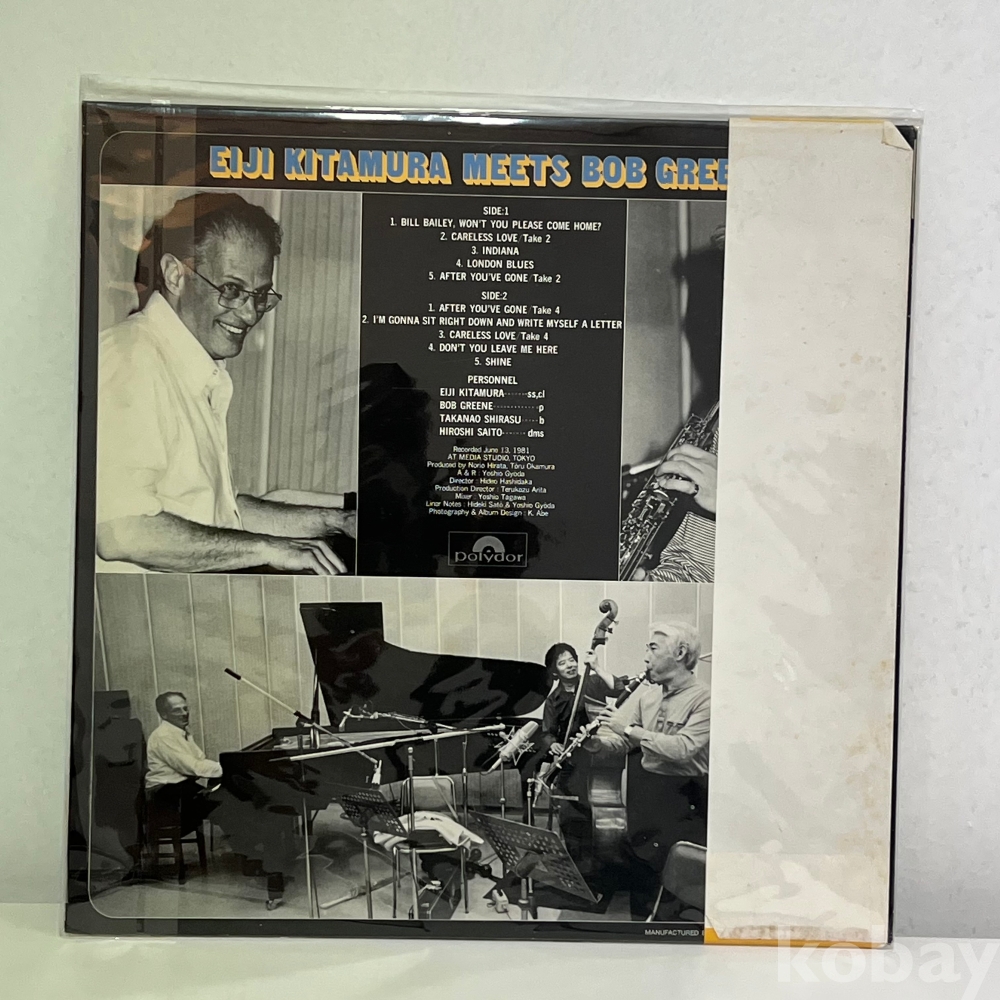 EIJI KITAMURA MEETS BOB GREE
SIDE:1
1. BILL BAILEY, WON'T YOU PLEASE COME HOME?
2. CARELESS LOVE/Take 2
3. INDIANA
4. LONDON BLUES
5. AFTER YOU'VE GONE/Take 2
SIDE:2
1. AFTER YOU'VE GONE/Take 4
2. I'M GONNA SIT RIGHT DOWN AND WRITE MYSELF A LETTER
3. CARELESS LOVE/Take 4
4. DON'T YOU LEAVE ME HERE
5. SHINE
PERSONNEL
EIJI KITAMURA·······ss,cl
BOB GREENE·············p
TAKANAO SHIRASU·····b
HIROSHI SAITO·······dms
Recorded June 13, 1981
AT MEDIA STUDIO, TOKYO
Produced by Norio Hirata, Toru Okamura
A & R : Yoshio Gyoda
Director : Hideo Hashidaka
Production Director : Terukazu Arita
Mixer : Yoshio Tagawa
Liner Notes : Hideki Satō & Yoshio Gyōda
Photography & Album Design : K. Abe
polydor
MANUFACTURED
kobay